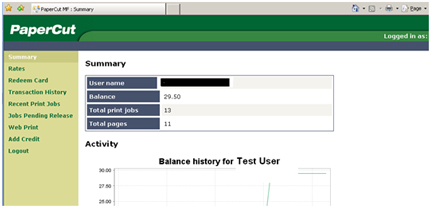 PaperCut MF : Summary
Page
PaperCut
Logged in as:
Summary
Rates
Redeem Card
Transaction History
Recent Print Jobs
Jobs Pending Release
Web Print
Add Credit
Logout
Summary
User name
Balance 29.50
Total print jobs 13
Total pages 11
Activity
Balance history for Test User
30.00
27.50
25.00